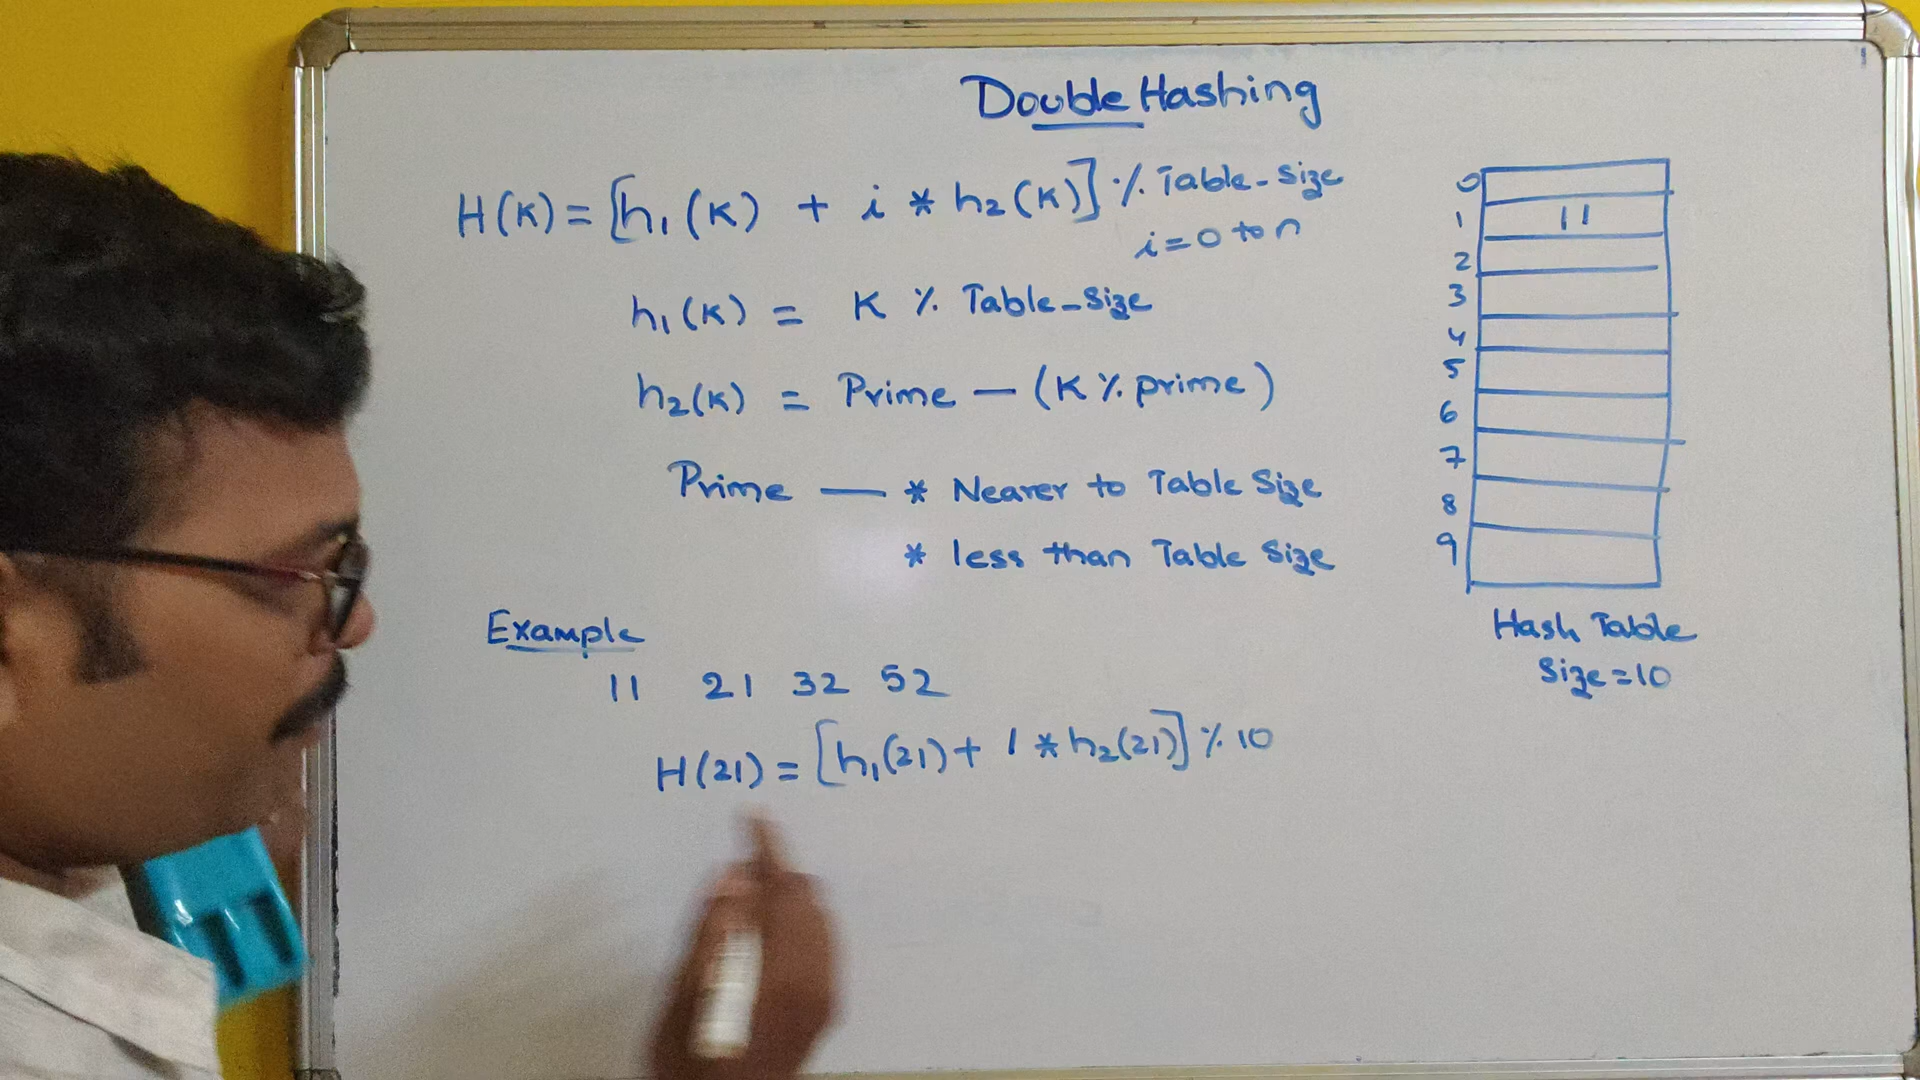 Double Hashing
H(K) = [h₁(K) + i * h₂(K)] % Table-Size
i = 0 to n
h₁(K) = K % Table-Size
h₂(K) = Prime — (K % prime)
Prime — * Nearer to Table Size
* less than Table Size
Example
11 21 32 52
H(21) = [h₁(21) + 1 * h₂(21)] % 10
0
1 11
2
3
4
5
6
7
8
9
Hash Table
Size = 10